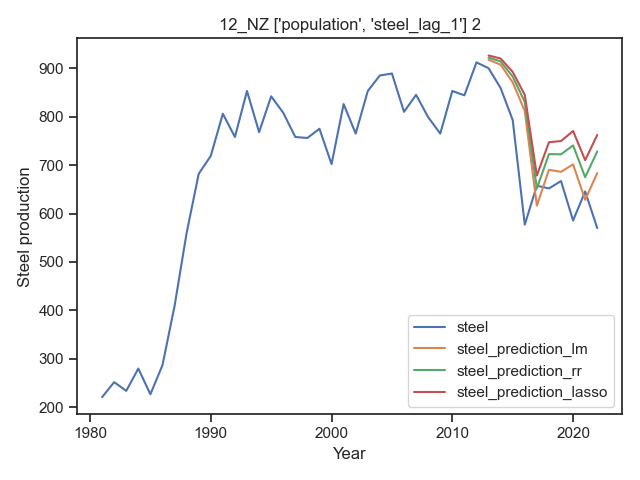 12_NZ ['population', 'steel_lag_1'] 2
Steel production
900
800
700
600
500
400
300
200
1980
1990
2000
2010
2020
Year
steel
steel_prediction_lm
steel_prediction_rr
steel_prediction_lasso